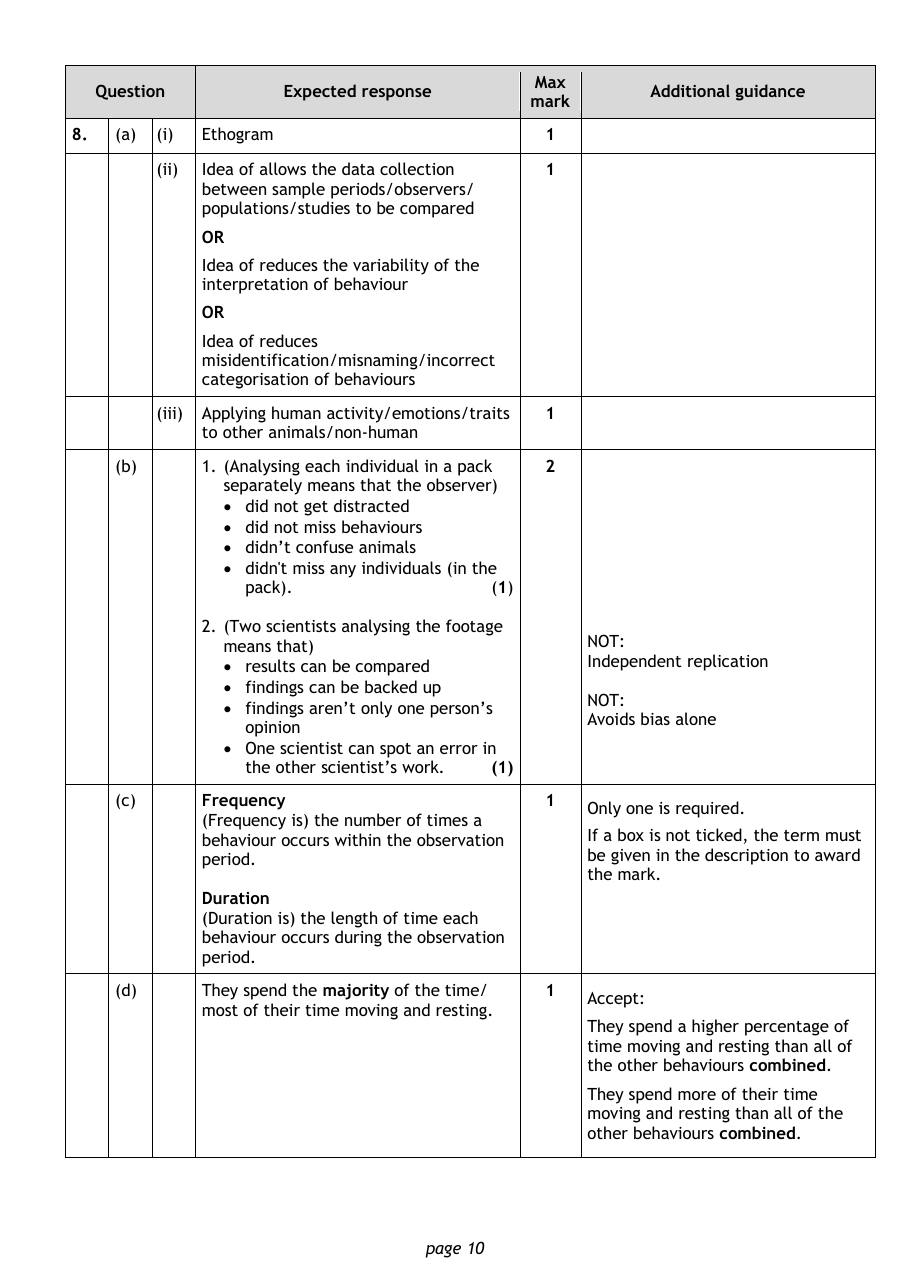 Question Expected response Max mark Additional guidance
8. (a) (i) Ethogram 1
(ii) Idea of allows the data collection 1
between sample periods/observers/
populations/studies to be compared
OR
Idea of reduces the variability of the
interpretation of behaviour
OR
Idea of reduces
misidentification/misnaming/incorrect
categorisation of behaviours
(iii) Applying human activity/emotions/traits 1
to other animals/non-human
(b) 1. (Analysing each individual in a pack 2
separately means that the observer)
• did not get distracted
• did not miss behaviours
• didn’t confuse animals
• didn't miss any individuals (in the
pack). (1)
2. (Two scientists analysing the footage
means that)
• results can be compared
• findings can be backed up
• findings aren’t only one person’s
opinion
• One scientist can spot an error in
the other scientist’s work. (1)
NOT:
Independent replication
NOT:
Avoids bias alone
(c) Frequency 1
(Frequency is) the number of times a
behaviour occurs within the observation
period.
Duration
(Duration is) the length of time each
behaviour occurs during the observation
period.
Only one is required.
If a box is not ticked, the term must
be given in the description to award
the mark.
(d) They spend the majority of the time/ 1
most of their time moving and resting.
Accept:
They spend a higher percentage of
time moving and resting than all of
the other behaviours combined.
They spend more of their time
moving and resting than all of the
other behaviours combined.
page 10